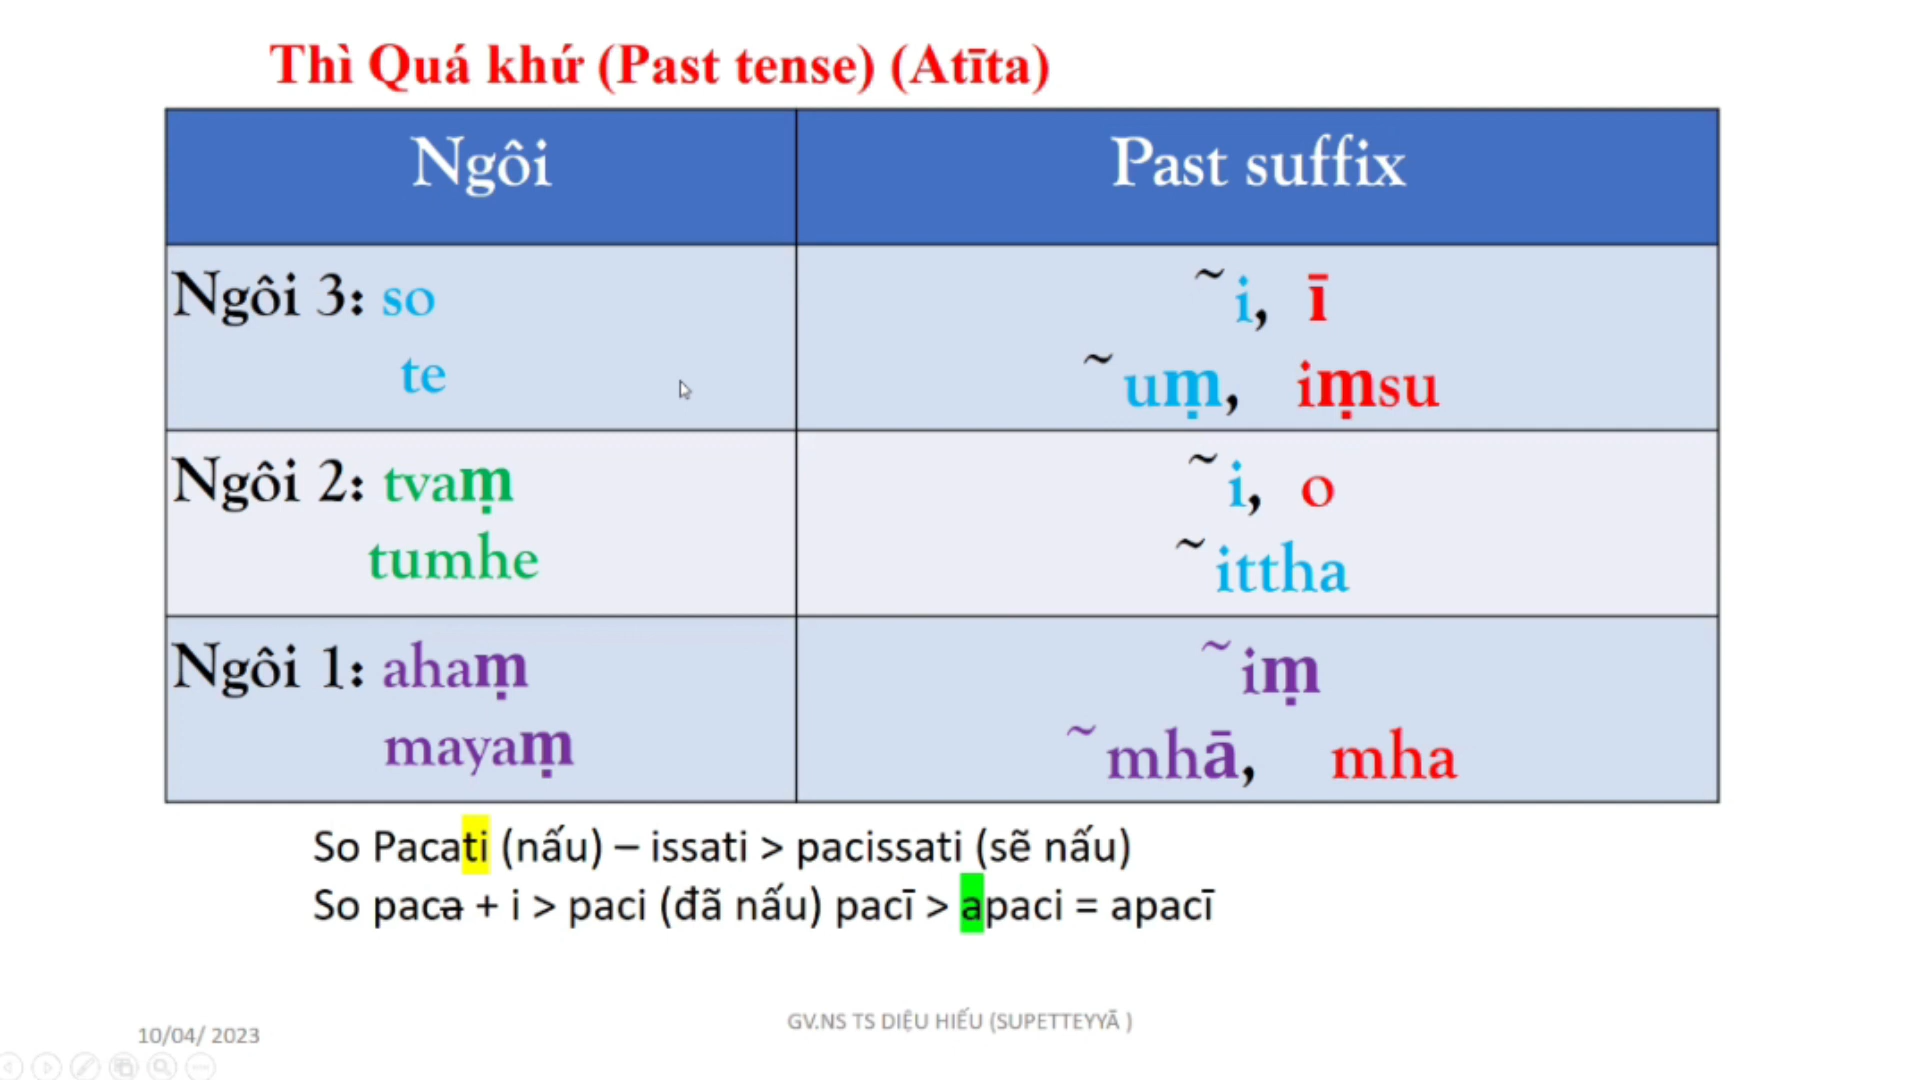 Thì Quá khứ (Past tense) (Atīta)
Ngôi
Past suffix
Ngôi 3: so
te
~i, ī
~uṃ, iṃsu
Ngôi 2: tvaṃ
tumhe
~i, o
~ittha
Ngôi 1: ahaṃ
mayaṃ
~iṃ
~mhā, mha
So Pacati (nấu) – issati > pacissati (sẽ nấu)
So paca + i > paci (đã nấu) pacī > apaci = apacī
10/04/ 2023
GV.NS TS DIỆU HIẾU (SUPETTEYYĀ )